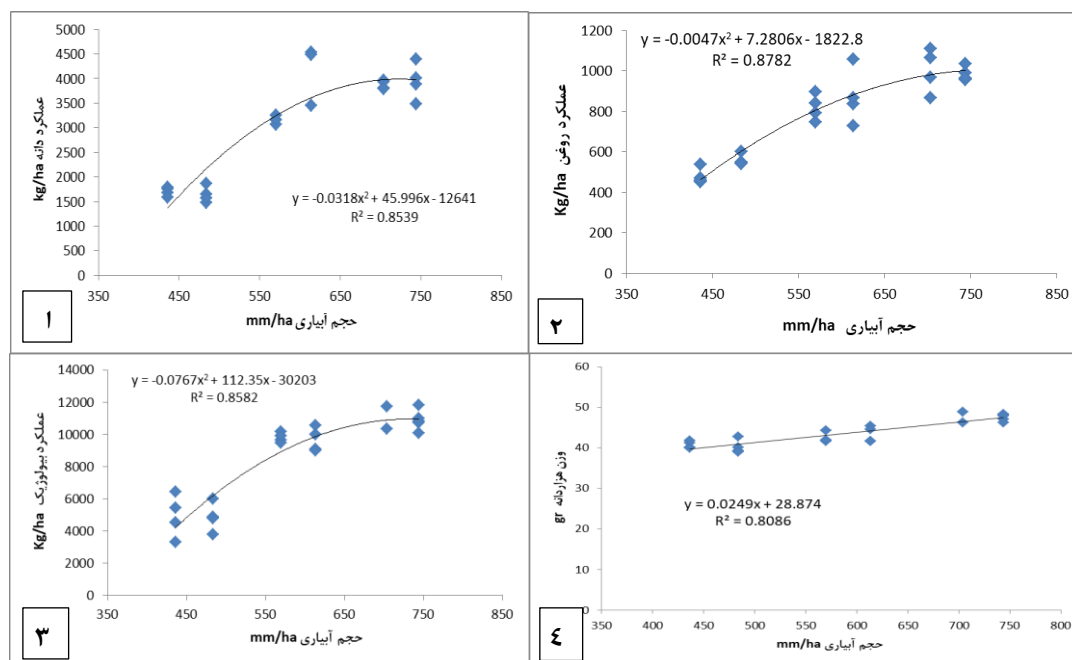 5000
4500
4000
3500
3000
2500
2000
1500
1000
500
0
عملکرد دانه kg/ha
y = -0.0318x² + 45.996x - 12641
R² = 0.8539
350 450 550 650 750 850
حجم آبیاری mm/ha
١
y = -0.0047x² + 7.2806x - 1822.8
R² = 0.8782
1200
1000
800
600
400
200
0
عملکرد روغن Kg/ha
350 450 550 650 750 850
حجم آبیاری mm/ha
٢
y = -0.0767x² + 112.35x - 30203
R² = 0.8582
14000
12000
10000
8000
6000
4000
2000
0
عملکرد بیولوژیک Kg/ha
350 450 550 650 750 850
حجم آبیاری mm/ha
٣
60
50
40
30
20
10
0
وزن هزاردانه gr
y = 0.0249x + 28.874
R² = 0.8086
350 400 450 500 550 600 650 700 750 800
حجم آبیاری mm/ha
٤